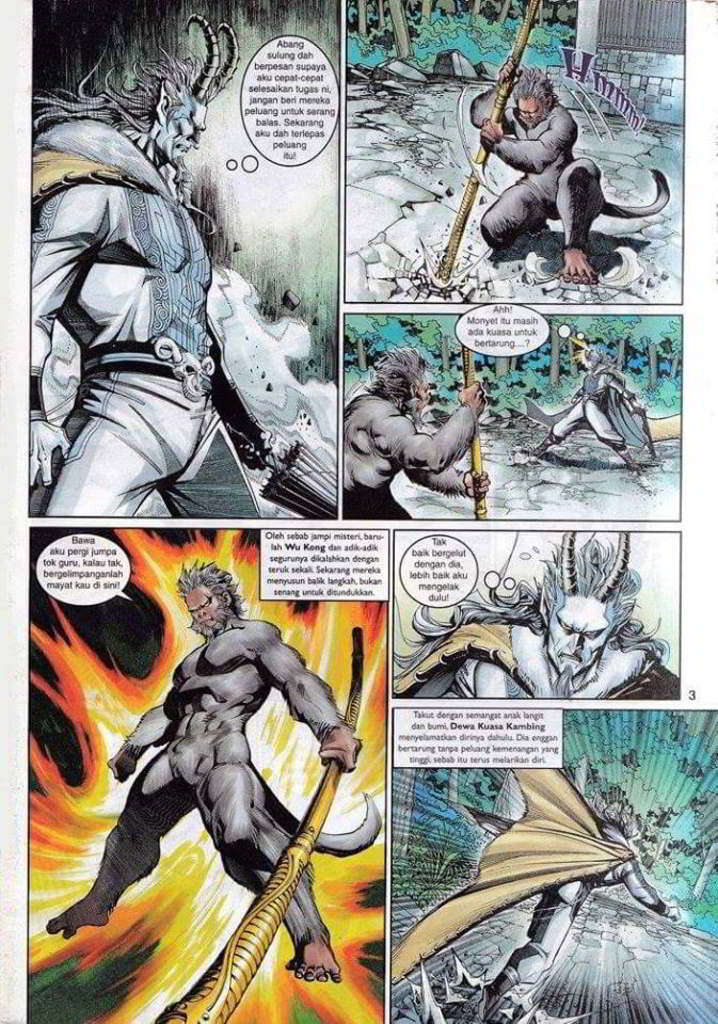 Abang
sulung dah
berpesan supaya
aku cepat-cepat
selesaikan tugas ni,
jangan beri mereka
peluang untuk serang
balas. Sekarang
aku dah terlepas
peluang
itu!
Hmmm!
Ahh!
Monyet itu masih
ada kuasa untuk
bertarung....?
Bawa
aku pergi jumpa
tok guru, kalau tak,
bergelimpanganlah
mayat kau di sini!
Oleh sebab jampi misteri, baru-
lah Wu Kong dan adik-adik
segurunya dikalahkan dengan
teruk sekali. Sekarang mereka
menyusun balik langkah, bukan
senang untuk ditundukkan.
Tak
baik bergelut
dengan dia,
lebih baik aku
mengelak
dulu!
3
Takut dengan semangat anak langit
dan bumi, Dewa Kuasa Kambing
menyelamatkan dirinya dahulu. Dia enggan
bertarung tanpa peluang kemenangan yang
tinggi, sebab itu terus melarikan diri.